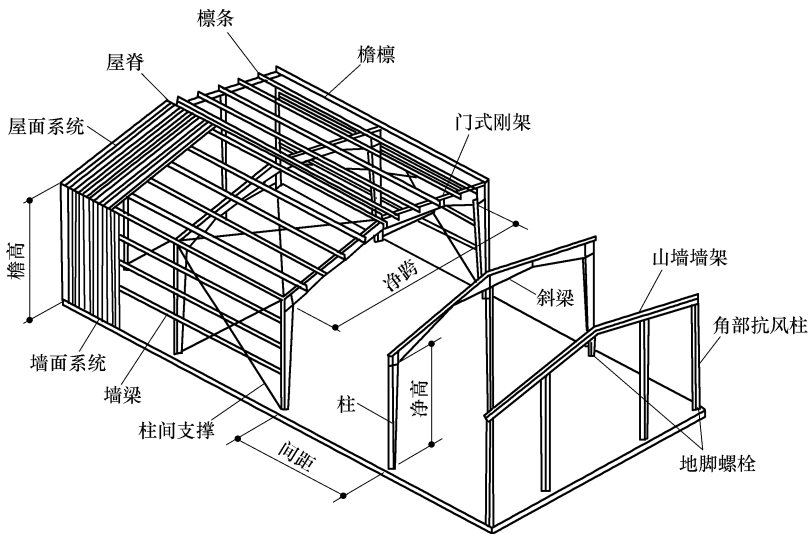 檩条
檐檩
屋脊
屋面系统
门式刚架
檐高
净跨
斜梁
山墙墙架
角部抗风柱
墙面系统
墙梁
柱
净高
柱间支撑
间距
地脚螺栓